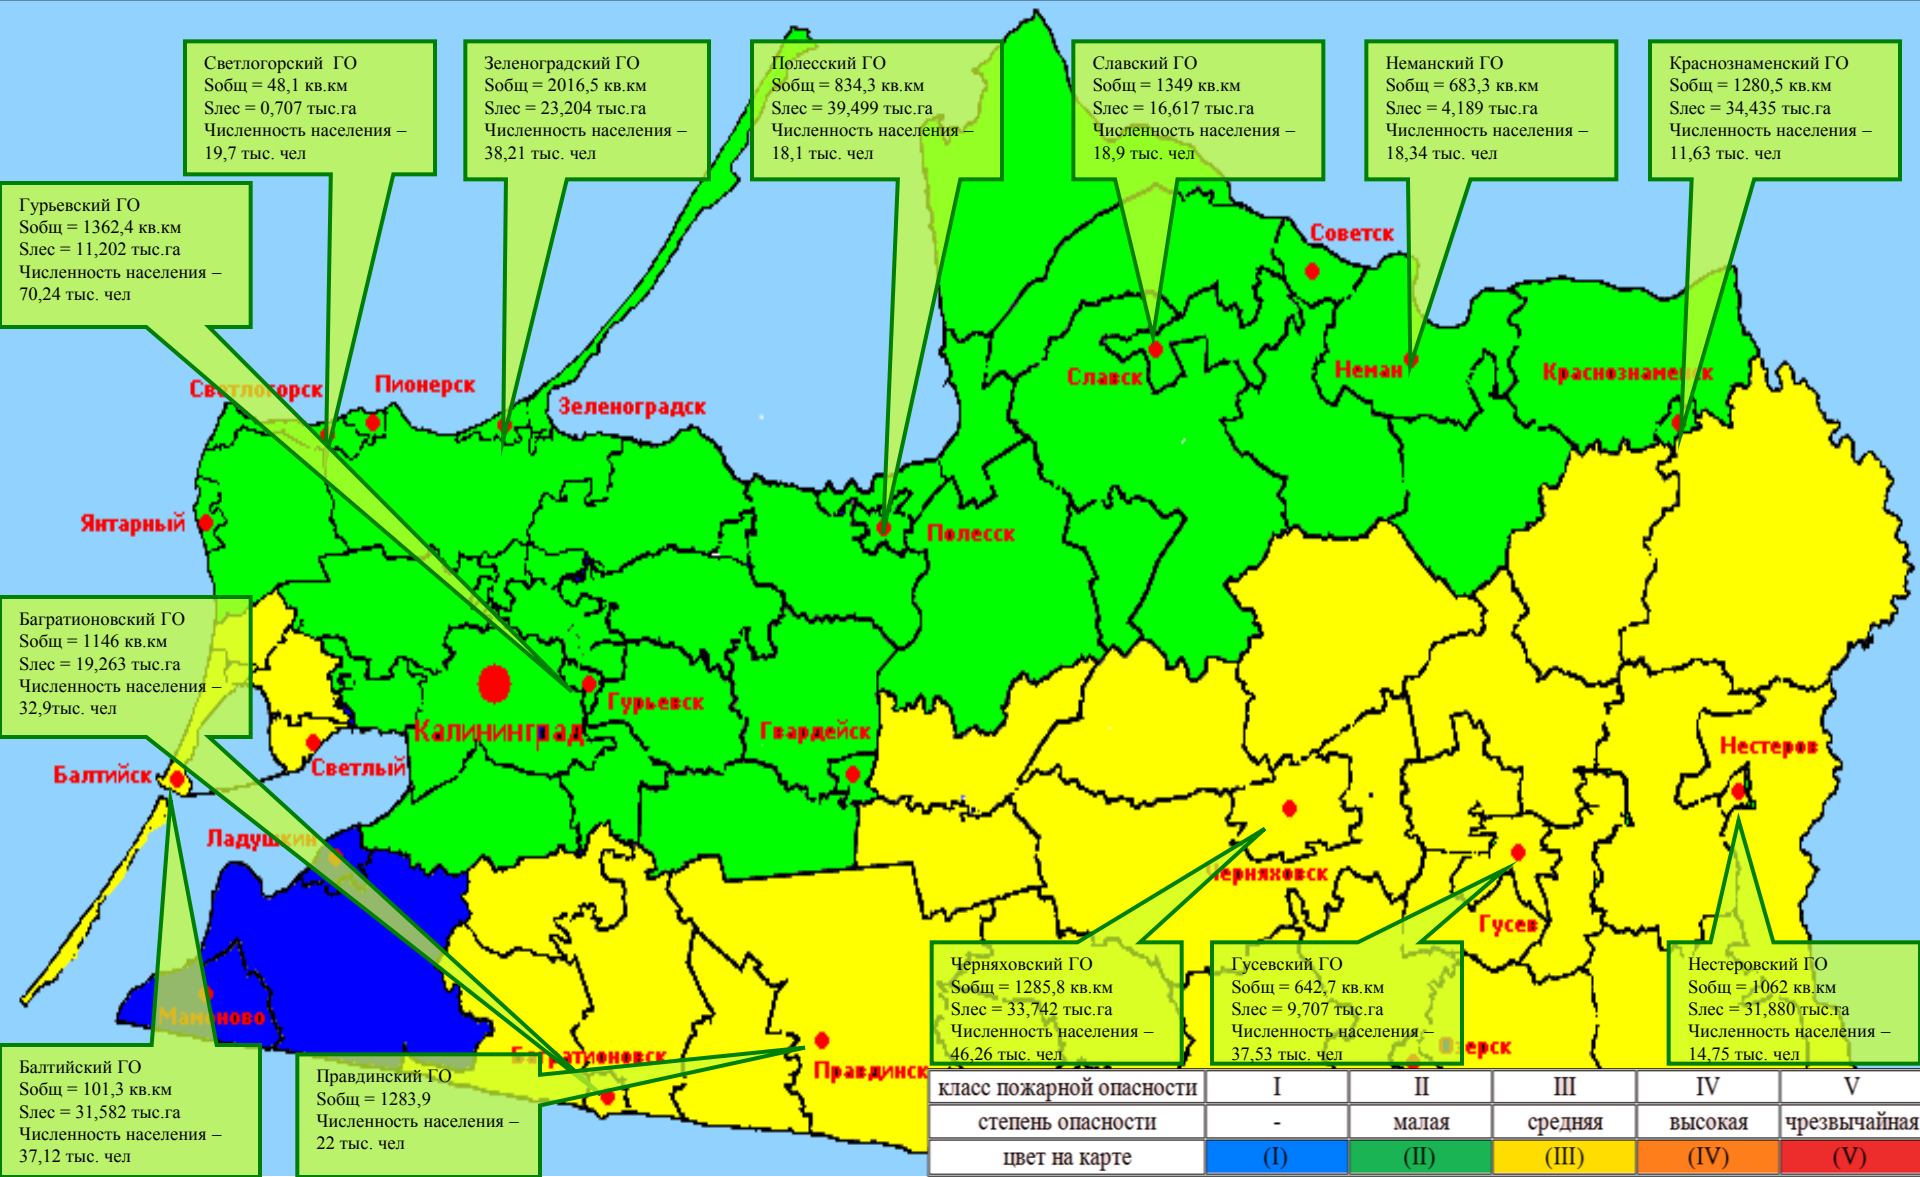 Светлогорский ГО
Sобщ = 48,1 кв.км
Sлес = 0,707 тыс.га
Численность населения –
19,7 тыс. чел
Зеленоградский ГО
Sобщ = 2016,5 кв.км
Sлес = 23,204 тыс.га
Численность населения –
38,21 тыс. чел
Полесский ГО
Sобщ = 834,3 кв.км
Sлес = 39,499 тыс.га
Численность населения –
18,1 тыс. чел
Славский ГО
Sобщ = 1349 кв.км
Sлес = 16,617 тыс.га
Численность населения –
18,9 тыс. чел
Неманский ГО
Sобщ = 683,3 кв.км
Sлес = 4,189 тыс.га
Численность населения –
18,34 тыс. чел
Краснознаменский ГО
Sобщ = 1280,5 кв.км
Sлес = 34,435 тыс.га
Численность населения –
11,63 тыс. чел
Гурьевский ГО
Sобщ = 1362,4 кв.км
Sлес = 11,202 тыс.га
Численность населения –
70,24 тыс. чел
Советск
Светлогорск
Пионерск
Зеленоградск
Славск
Неман
Краснознаменск
Янтарный
Полесск
Багратионовский ГО
Sобщ = 1146 кв.км
Sлес = 19,263 тыс.га
Численность населения –
32,9тыс. чел
Калининград
Гурьевск
Гвардейск
Нестеров
Балтийск
Светлый
Ладушкин
Черняховск
Гусев
Мамоново
Багратионовск
Правдинск
Озерск
Черняховский ГО
Sобщ = 1285,8 кв.км
Sлес = 33,742 тыс.га
Численность населения –
46,26 тыс. чел
Гусевский ГО
Sобщ = 642,7 кв.км
Sлес = 9,707 тыс.га
Численность населения –
37,53 тыс. чел
Нестеровский ГО
Sобщ = 1062 кв.км
Sлес = 31,880 тыс.га
Численность населения –
14,75 тыс. чел
Балтийский ГО
Sобщ = 101,3 кв.км
Sлес = 31,582 тыс.га
Численность населения –
37,12 тыс. чел
Правдинский ГО
Sобщ = 1283,9
Численность населения –
22 тыс. чел
класс пожарной опасности I II III IV V
степень опасности - малая средняя высокая чрезвычайная
цвет на карте (I) (II) (III) (IV) (V)